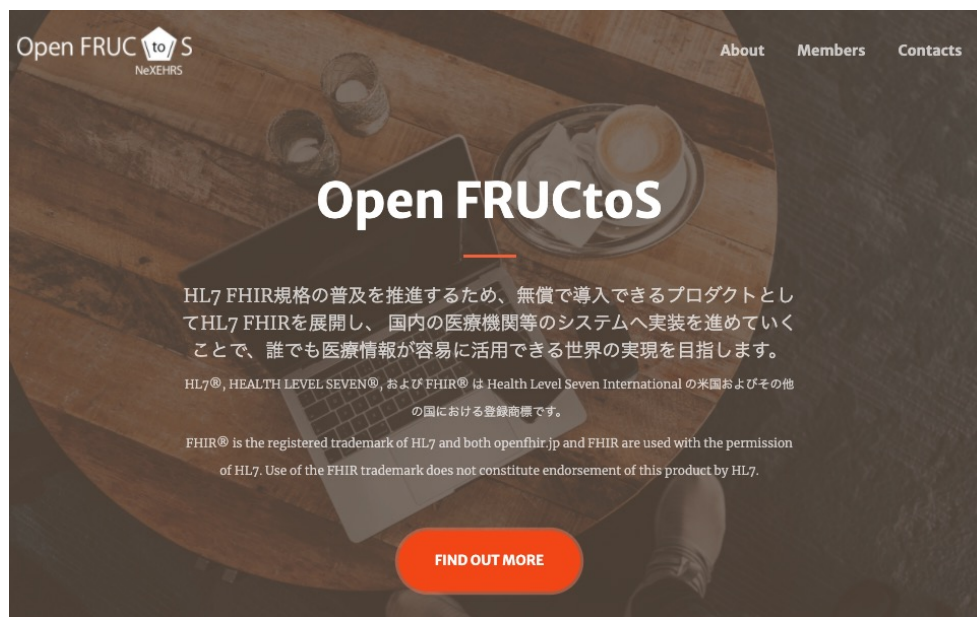 Open FRUC to S
NeXEHRS
About Members Contacts
Open FRUCtoS
HL7 FHIR規格の普及を推進するため、無償で導入できるプロダクトとし
てHL7 FHIRを展開し、 国内の医療機関等のシステムへ実装を進めていく
ことで、誰でも医療情報が容易に活用できる世界の実現を目指します。
HL7®, HEALTH LEVEL SEVEN®, および FHIR® は Health Level Seven International の米国およびその他
の国における登録商標です。
FHIR® is the registered trademark of HL7 and both openfhir.jp and FHIR are used with the permission
of HL7. Use of the FHIR trademark does not constitute endorsement of this product by HL7.
FIND OUT MORE